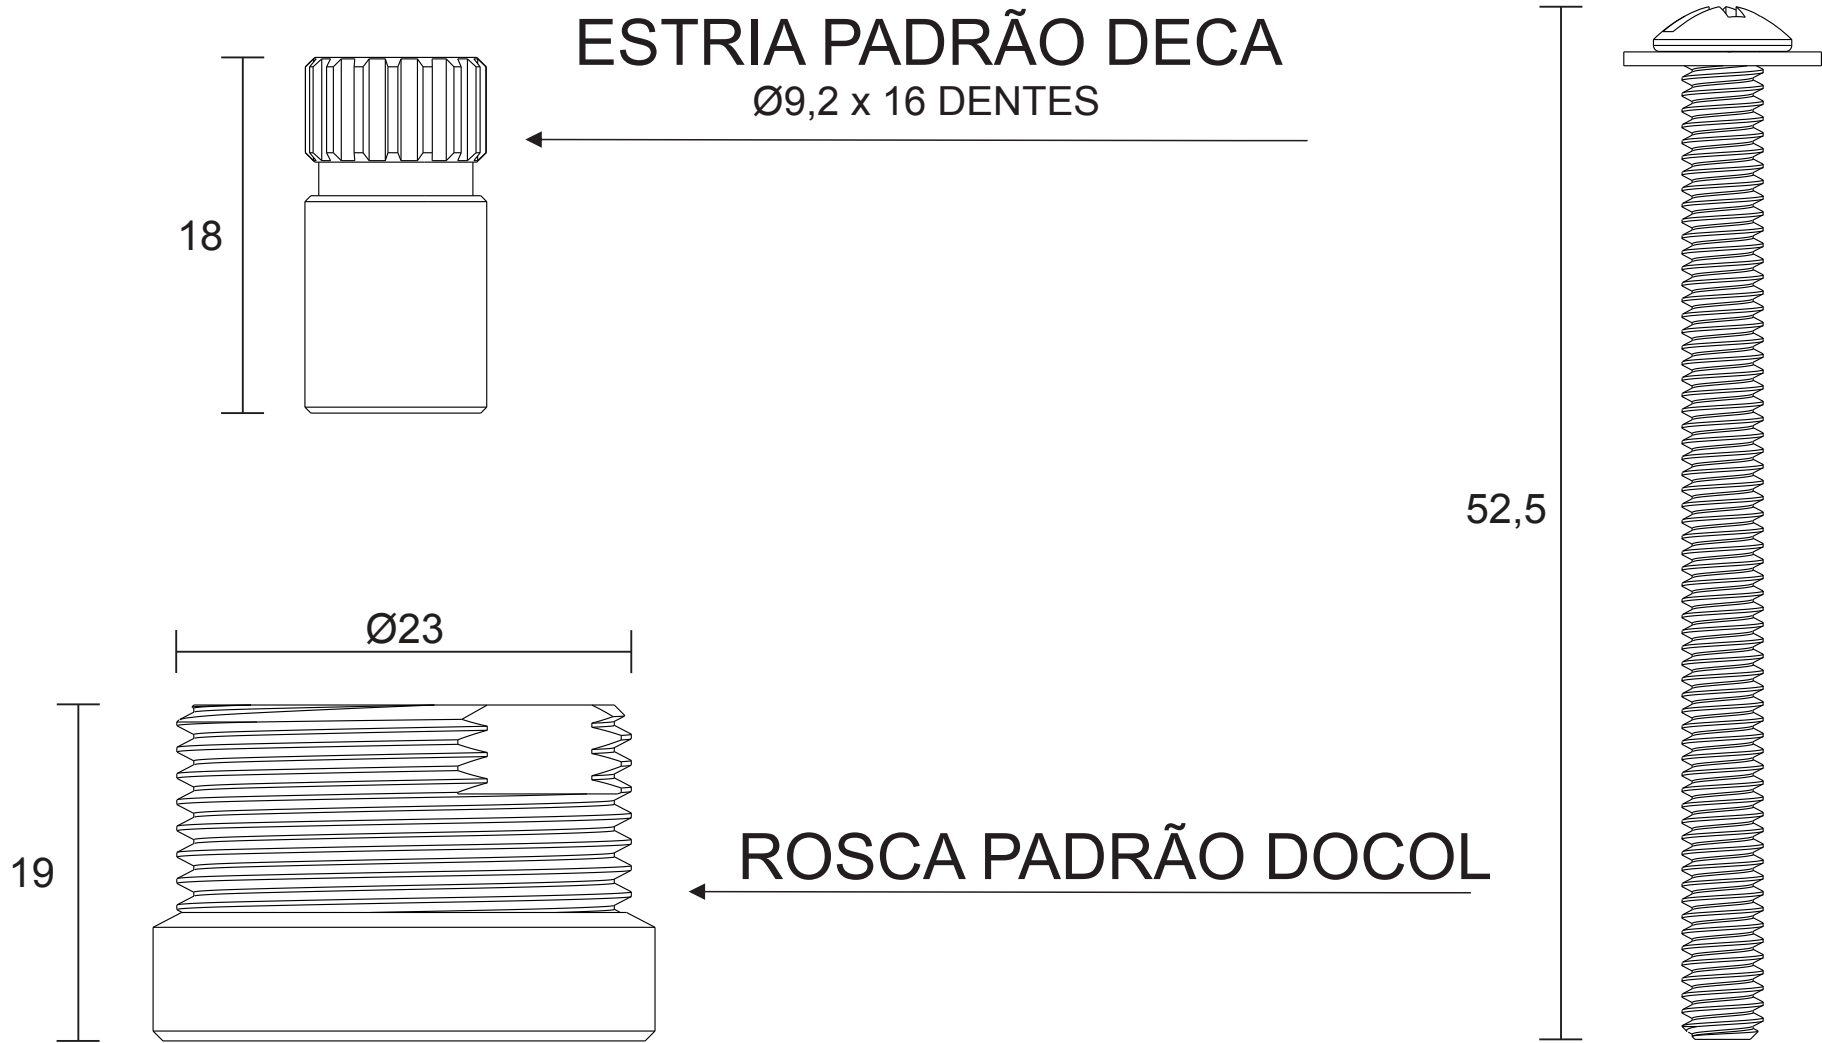 ESTRIA PADRÃO DECA
Ø9,2 x 16 DENTES
18
52,5
Ø23
19
ROSCA PADRÃO DOCOL